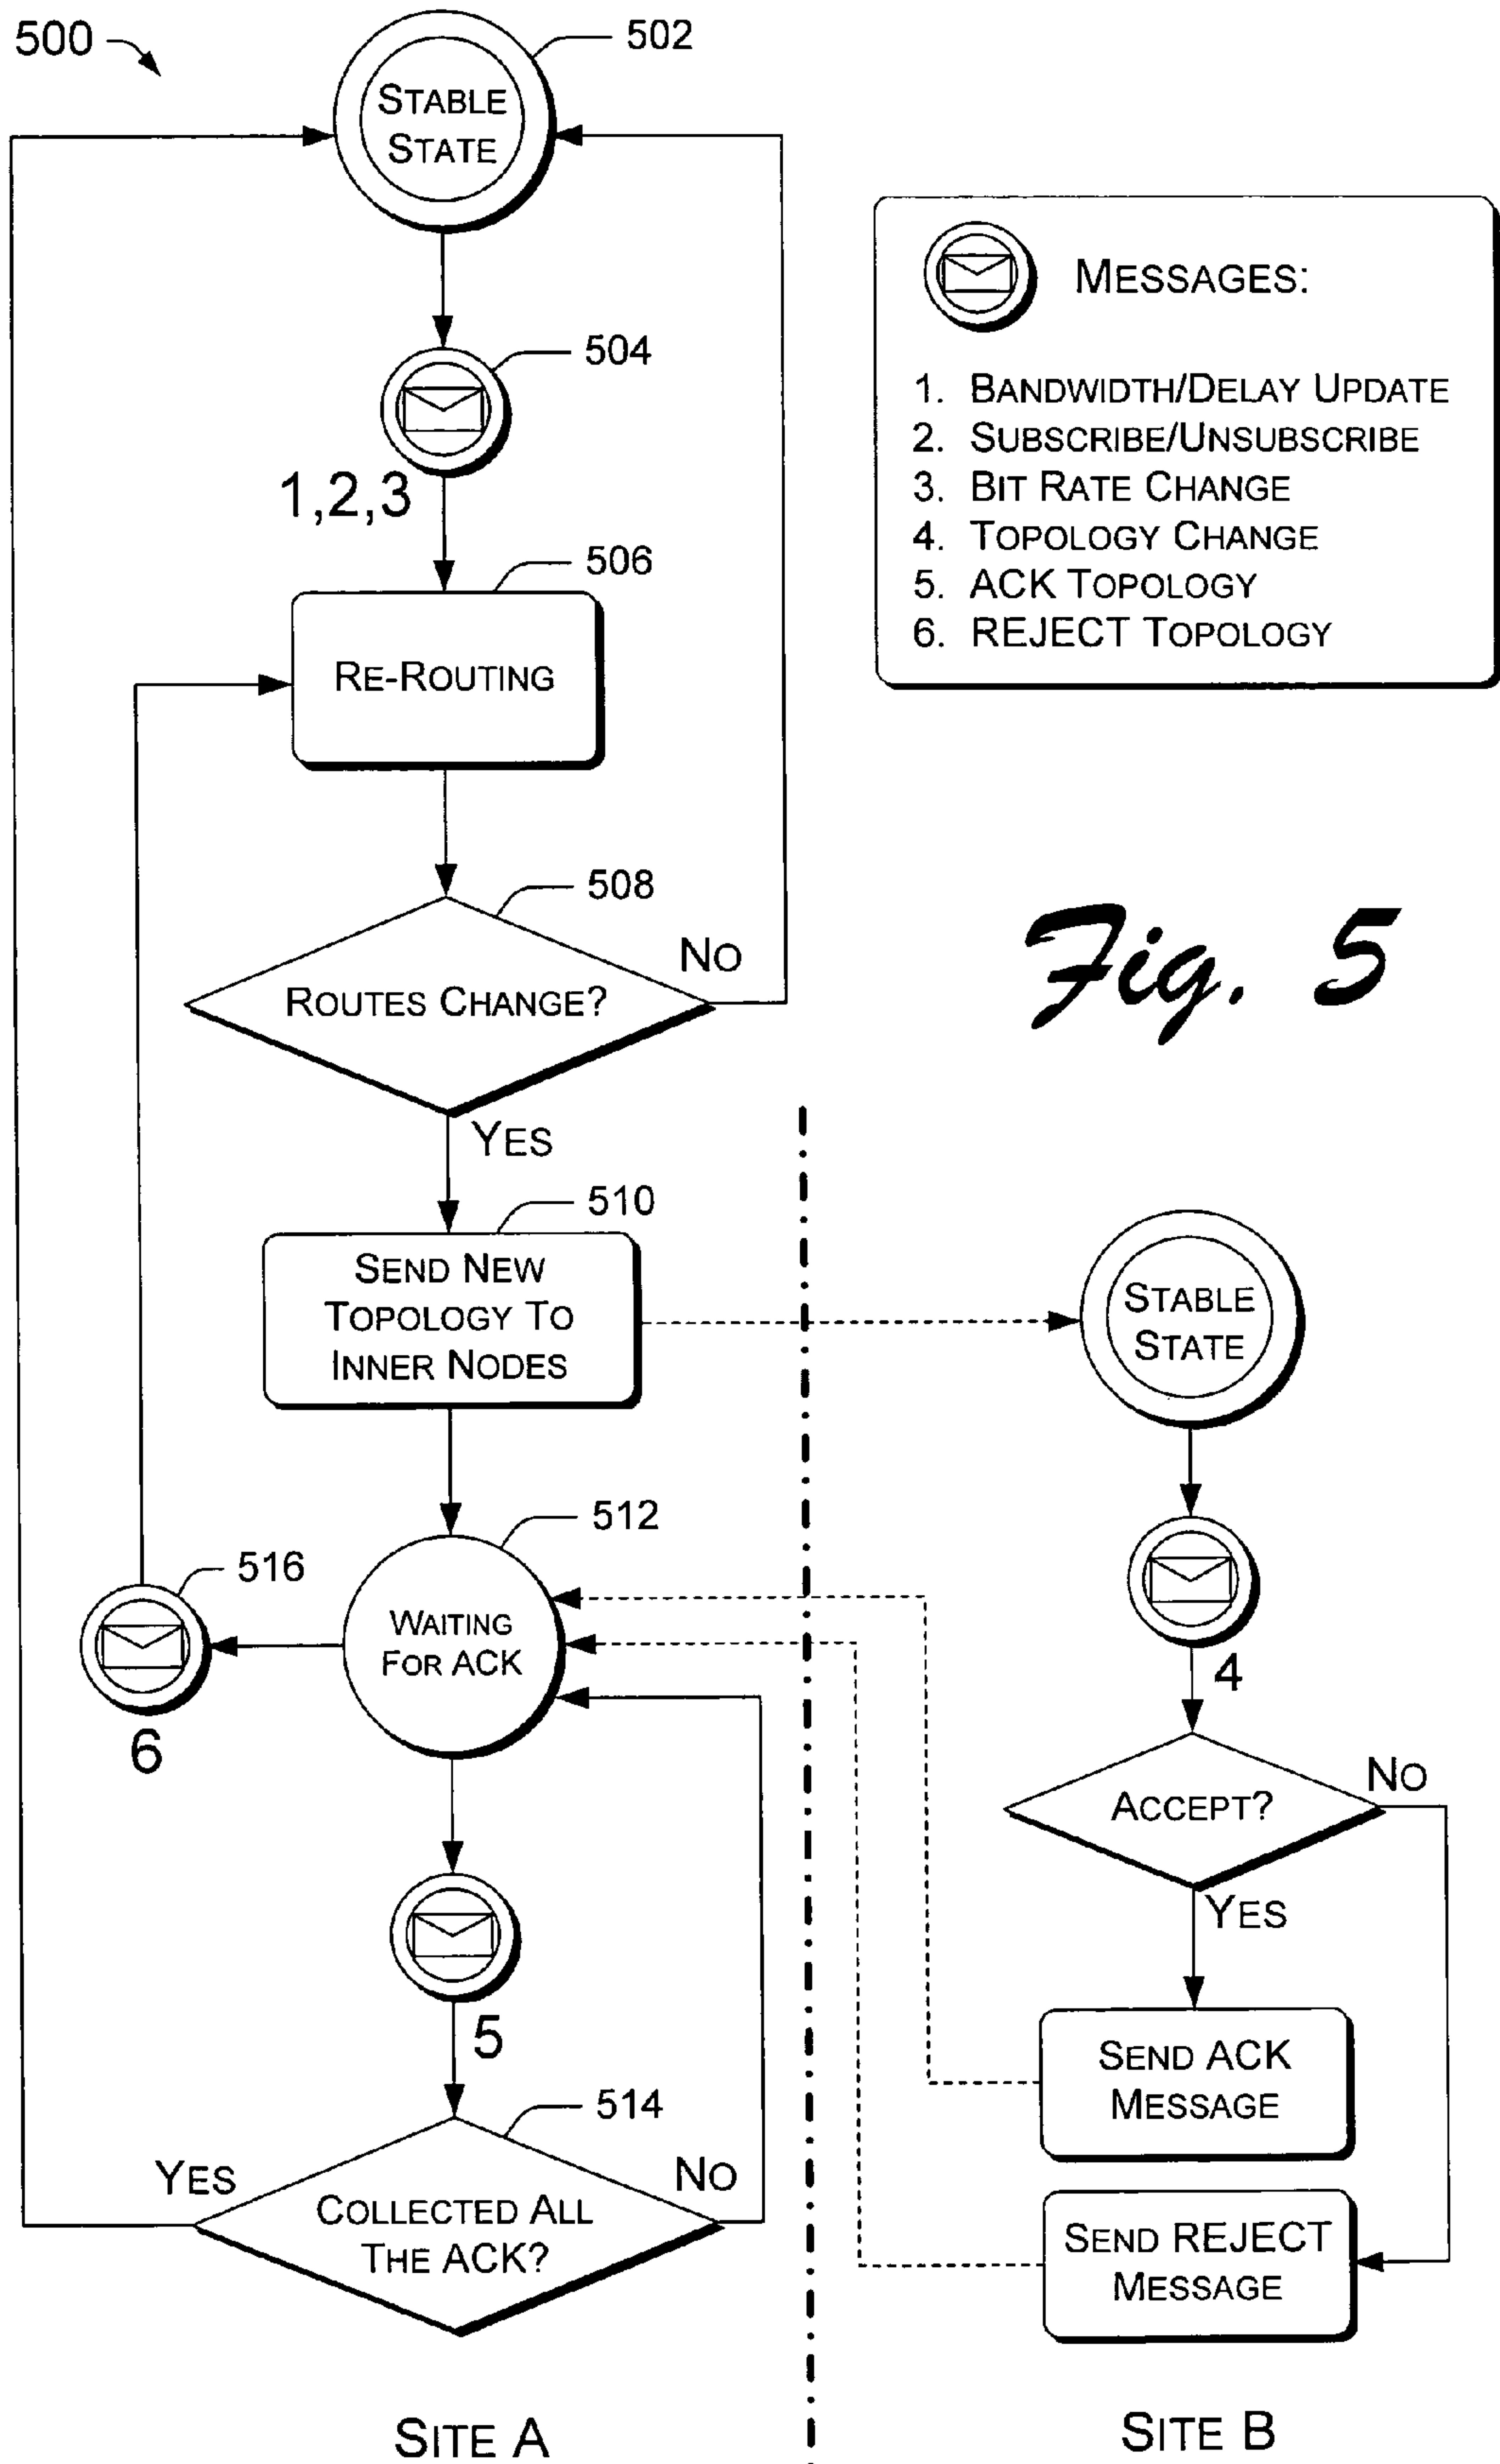 500
502
STABLE
STATE
504
1,2,3
506
RE-ROUTING
508
ROUTES CHANGE?
NO
YES
510
SEND NEW
TOPOLOGY TO
INNER NODES
512
WAITING
FOR ACK
516
6
5
514
COLLECTED ALL
THE ACK?
YES
NO
SITE A
MESSAGES:
1. BANDWIDTH/DELAY UPDATE
2. SUBSCRIBE/UNSUBSCRIBE
3. BIT RATE CHANGE
4. TOPOLOGY CHANGE
5. ACK TOPOLOGY
6. REJECT TOPOLOGY
Fig. 5
STABLE
STATE
4
ACCEPT?
NO
YES
SEND ACK
MESSAGE
SEND REJECT
MESSAGE
SITE B